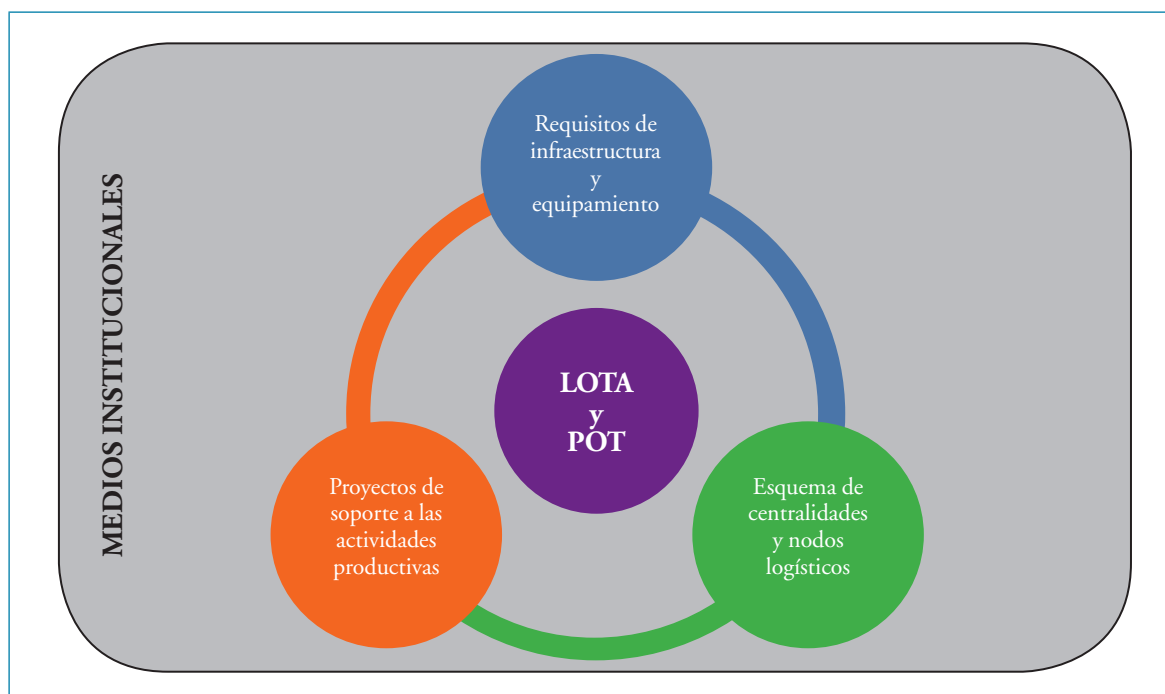 MEDIOS INSTITUCIONALES
Requisitos de
infraestructura
y
equipamiento
LOTA
y
POT
Proyectos de
soporte a las
actividades
productivas
Esquema de
centralidades
y nodos
logísticos